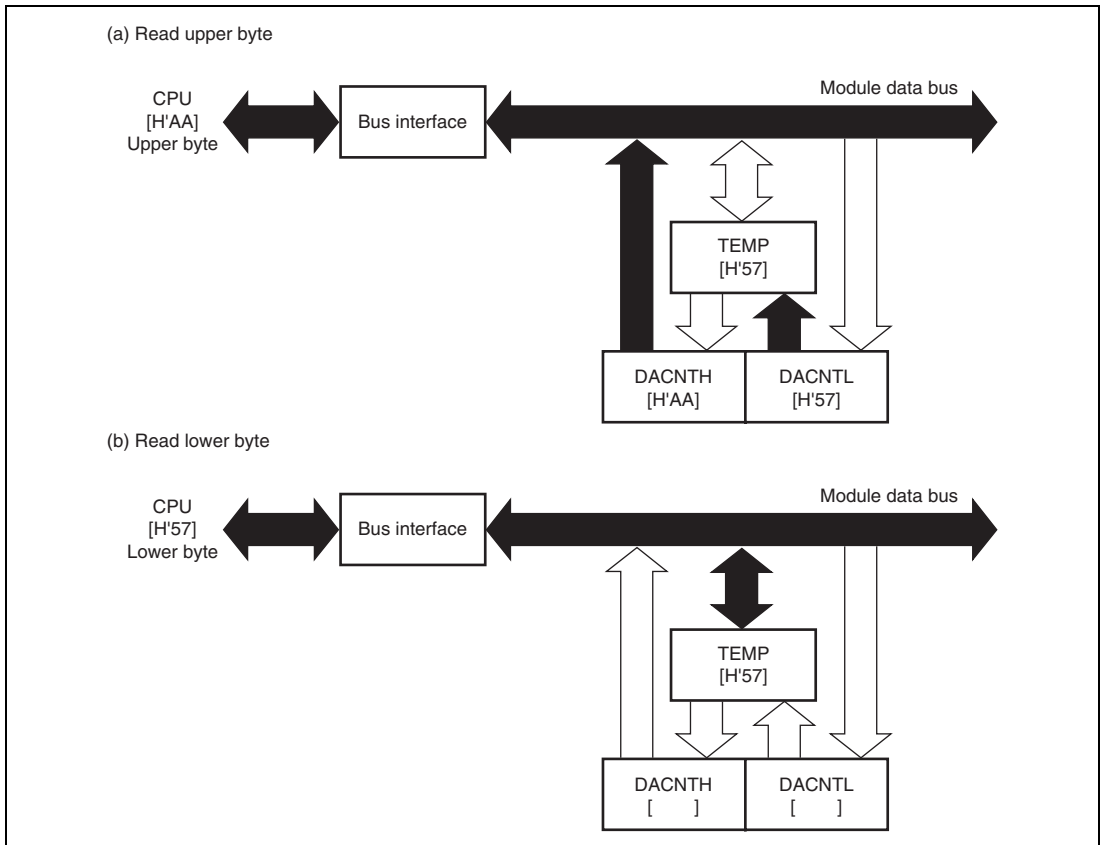 (a) Read upper byte
Module data bus
CPU
[H'AA]
Upper byte
Bus interface
TEMP
[H'57]
DACNTH
[H'AA]
DACNTL
[H'57]
(b) Read lower byte
Module data bus
CPU
[H'57]
Lower byte
Bus interface
TEMP
[H'57]
DACNTH
[ ]
DACNTL
[ ]